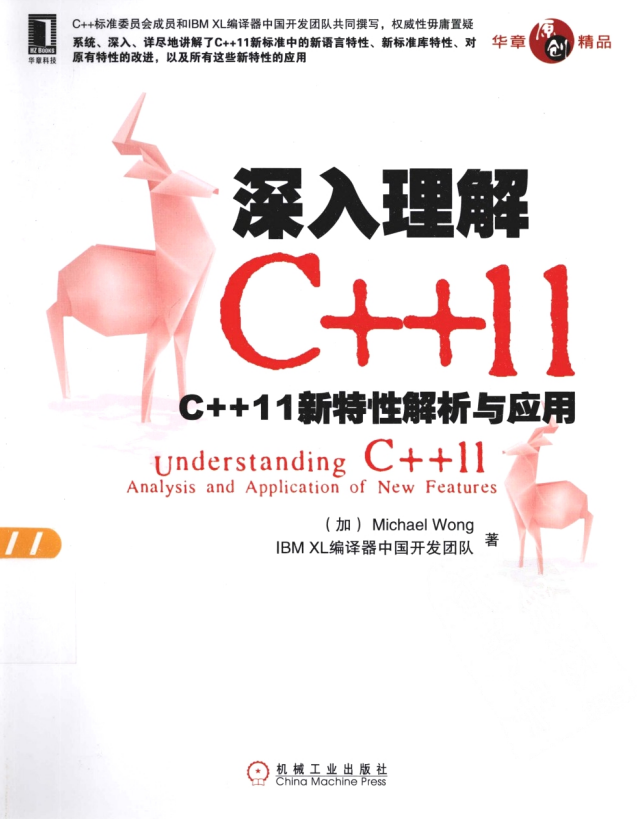 C++标准委员会成员和IBM XL编译器中国开发团队共同撰写，权威性毋庸置疑
系统、深入、详尽地讲解了C++11新标准中的新语言特性、新标准库特性、对
原有特性的改进，以及所有这些新特性的应用
HZ Books
华章科技
华章 原创 精品
深入理解
C++11
C++11新特性解析与应用
Understanding C++11
Analysis and Application of New Features
（加）Michael Wong
IBM XL编译器中国开发团队 著
机械工业出版社
China Machine Press